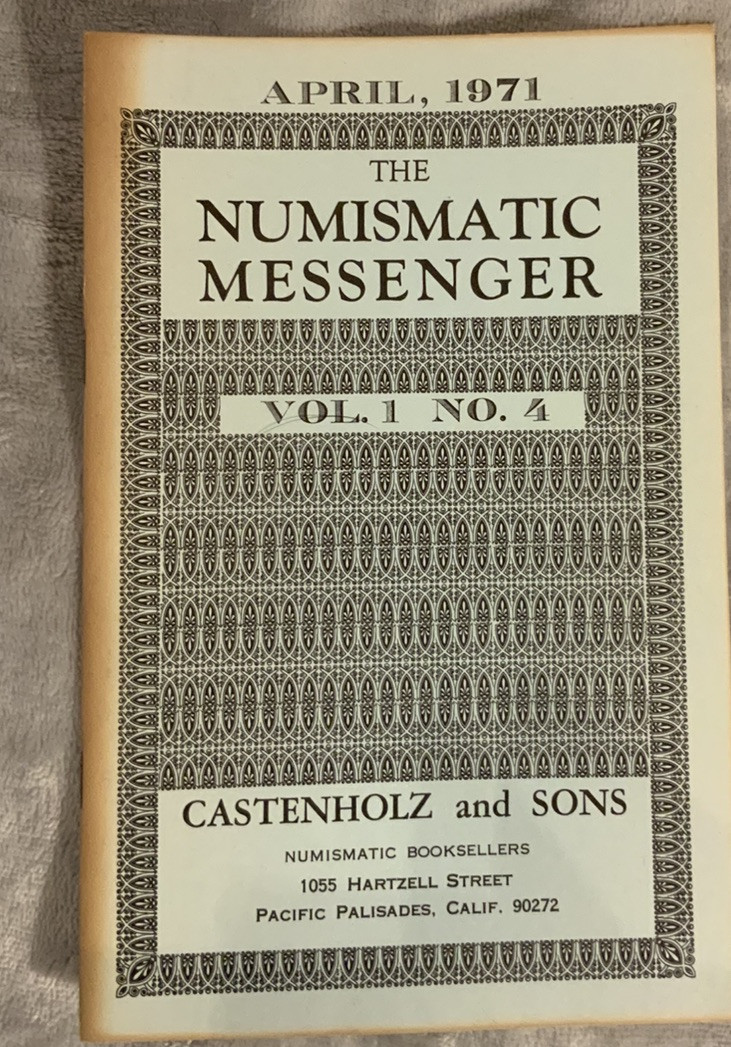 APRIL, 1971
THE
NUMISMATIC
MESSENGER
VOL. 1 NO. 4
CASTENHOLZ and SONS
NUMISMATIC BOOKSELLERS
1055 HARTZELL STREET
PACIFIC PALISADES, CALIF. 90272